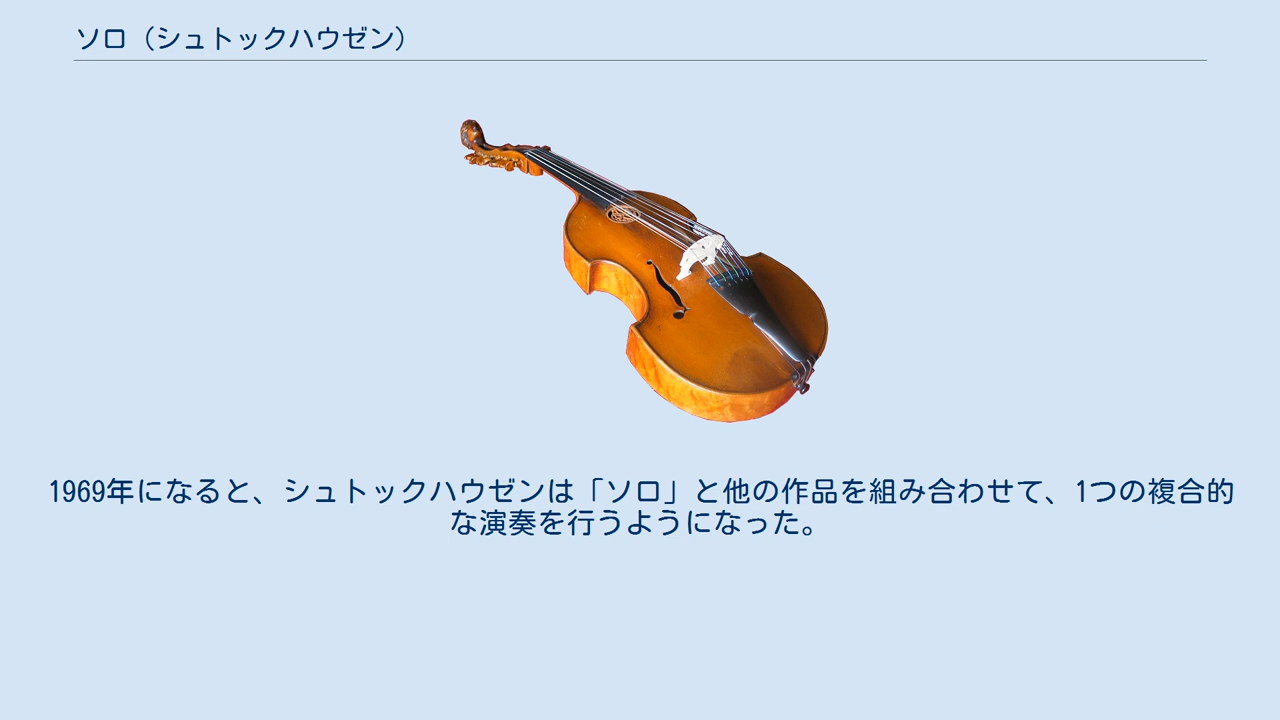 ソロ（シュトックハウゼン）
1969年になると、シュトックハウゼンは「ソロ」と他の作品を組み合わせて、1つの複合的
な演奏を行うようになった。